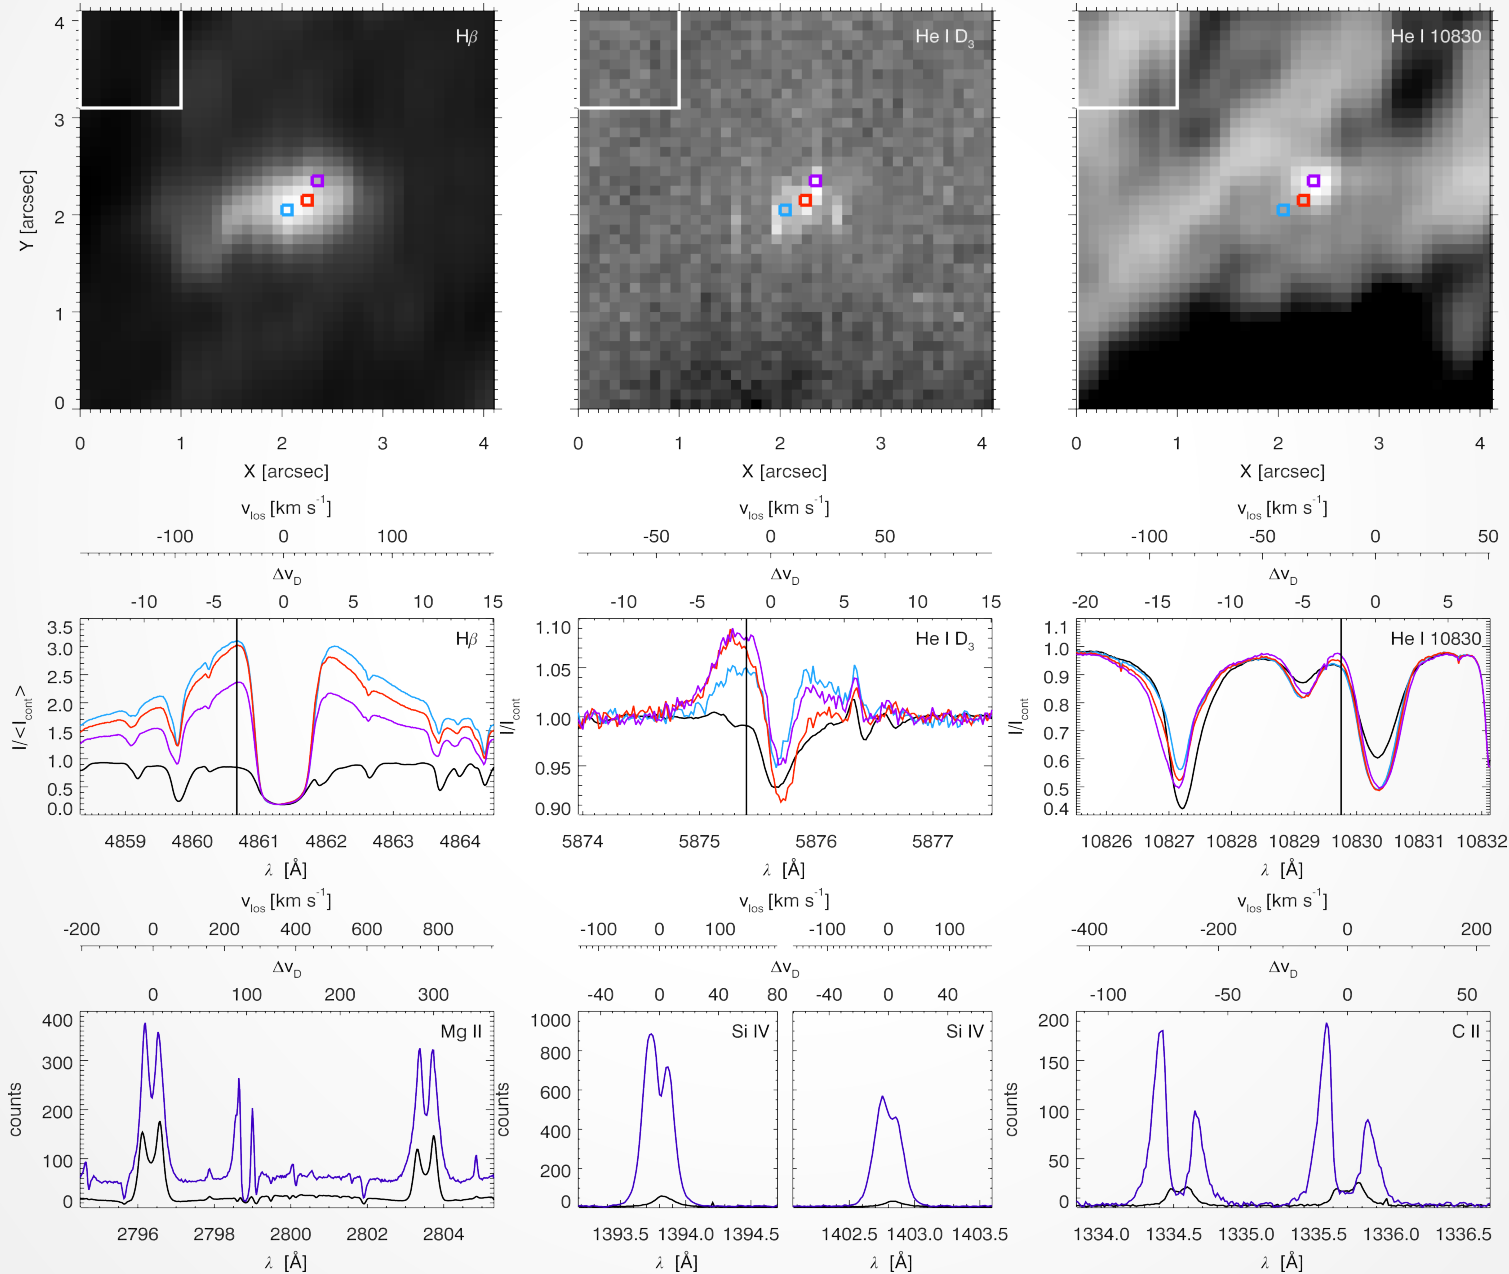 Hβ
He I D3
He I 10830
4
3
2
1
0
Y [arcsec]
0 1 2 3 4
0 1 2 3 4
0 1 2 3 4
X [arcsec]
X [arcsec]
X [arcsec]
vlos [km s-1]
vlos [km s-1]
vlos [km s-1]
-100 0 100
-50 0 50
-100 -50 0 50
ΔvD
ΔvD
ΔvD
-10 -5 0 5 10 15
-10 -5 0 5 10 15
-20 -15 -10 -5 0 5
Hβ
He I D3
He I 10830
3.5
3.0
2.5
2.0
1.5
1.0
0.5
0.0
I/<Icont>
1.10
1.05
1.00
0.95
0.90
I/Icont
1.1
1.0
0.9
0.8
0.7
0.6
0.5
0.4
I/Icont
4859 4860 4861 4862 4863 4864
5874 5875 5876 5877
10826 10827 10828 10829 10830 10831 10832
λ [Å]
λ [Å]
λ [Å]
vlos [km s-1]
vlos [km s-1]
vlos [km s-1]
-200 0 200 400 600 800
-100 0 100
-100 0 100
-400 -200 0 200
ΔvD
ΔvD
ΔvD
0 100 200 300
-40 0 40 80
-40 0 40
-100 -50 0 50
Mg II
Si IV
Si IV
C II
400
300
200
100
0
counts
1000
800
600
400
200
0
counts
200
150
100
50
0
counts
2796 2798 2800 2802 2804
1393.5 1394.0 1394.5
1402.5 1403.0 1403.5
1334.0 1334.5 1335.0 1335.5 1336.0 1336.5
λ [Å]
λ [Å]
λ [Å]
λ [Å]